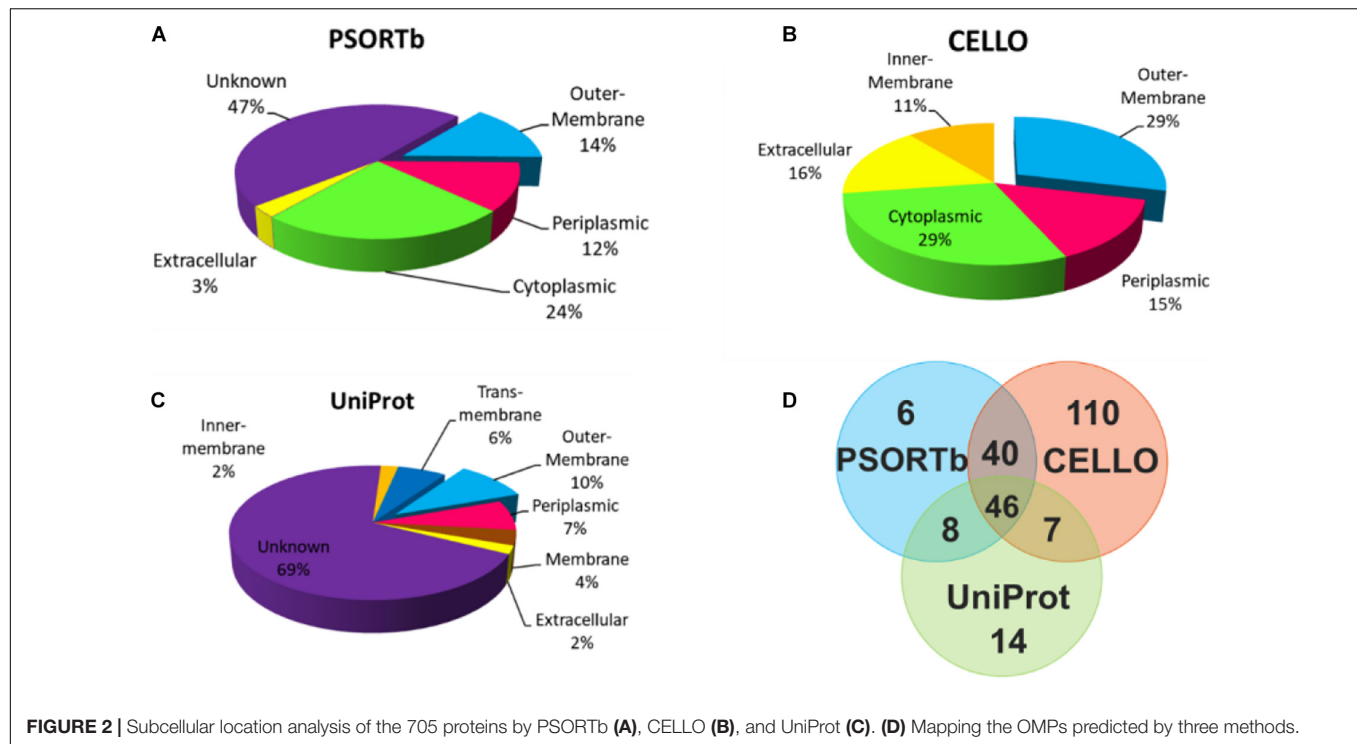 A
PSORTb
Unknown
47%
Outer-
Membrane
14%
Periplasmic
12%
Cytoplasmic
24%
Extracellular
3%
B
CELLO
Inner-
Membrane
11%
Outer-
Membrane
29%
Extracellular
16%
Cytoplasmic
29%
Periplasmic
15%
C
UniProt
Inner-
membrane
2%
Trans-
membrane
6%
Outer-
Membrane
10%
Periplasmic
7%
Unknown
69%
Membrane
4%
Extracellular
2%
D
6
110
PSORTb
40
CELLO
46
8
7
UniProt
14
FIGURE 2 | Subcellular location analysis of the 705 proteins by PSORTb (A), CELLO (B), and UniProt (C). (D) Mapping the OMPs predicted by three methods.